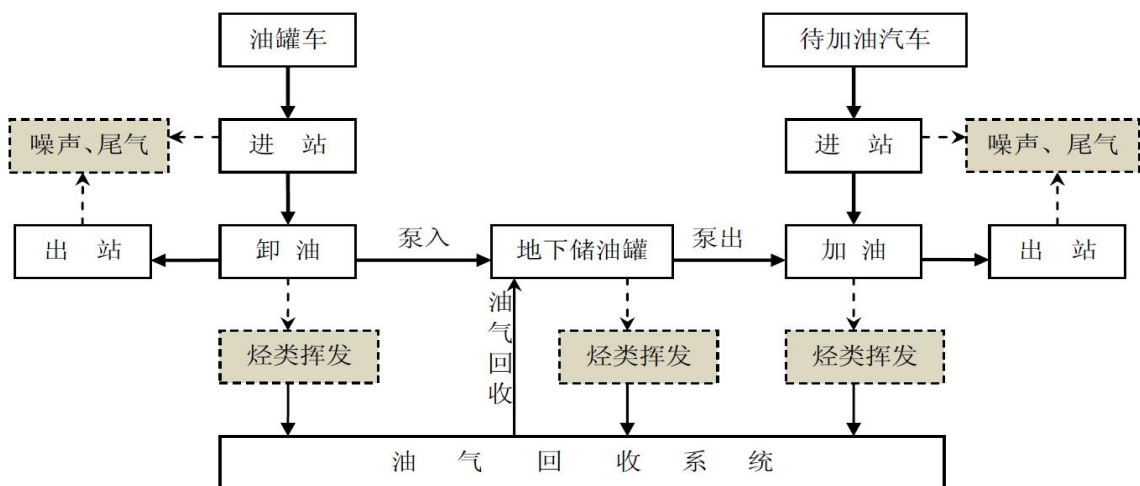 油罐车
待加油汽车
噪声、尾气
进 站
进 站
噪声、尾气
出 站
卸 油
泵入
地下储油罐
泵出
加 油
出 站
油气回收
烃类挥发
烃类挥发
烃类挥发
油 气 回 收 系 统